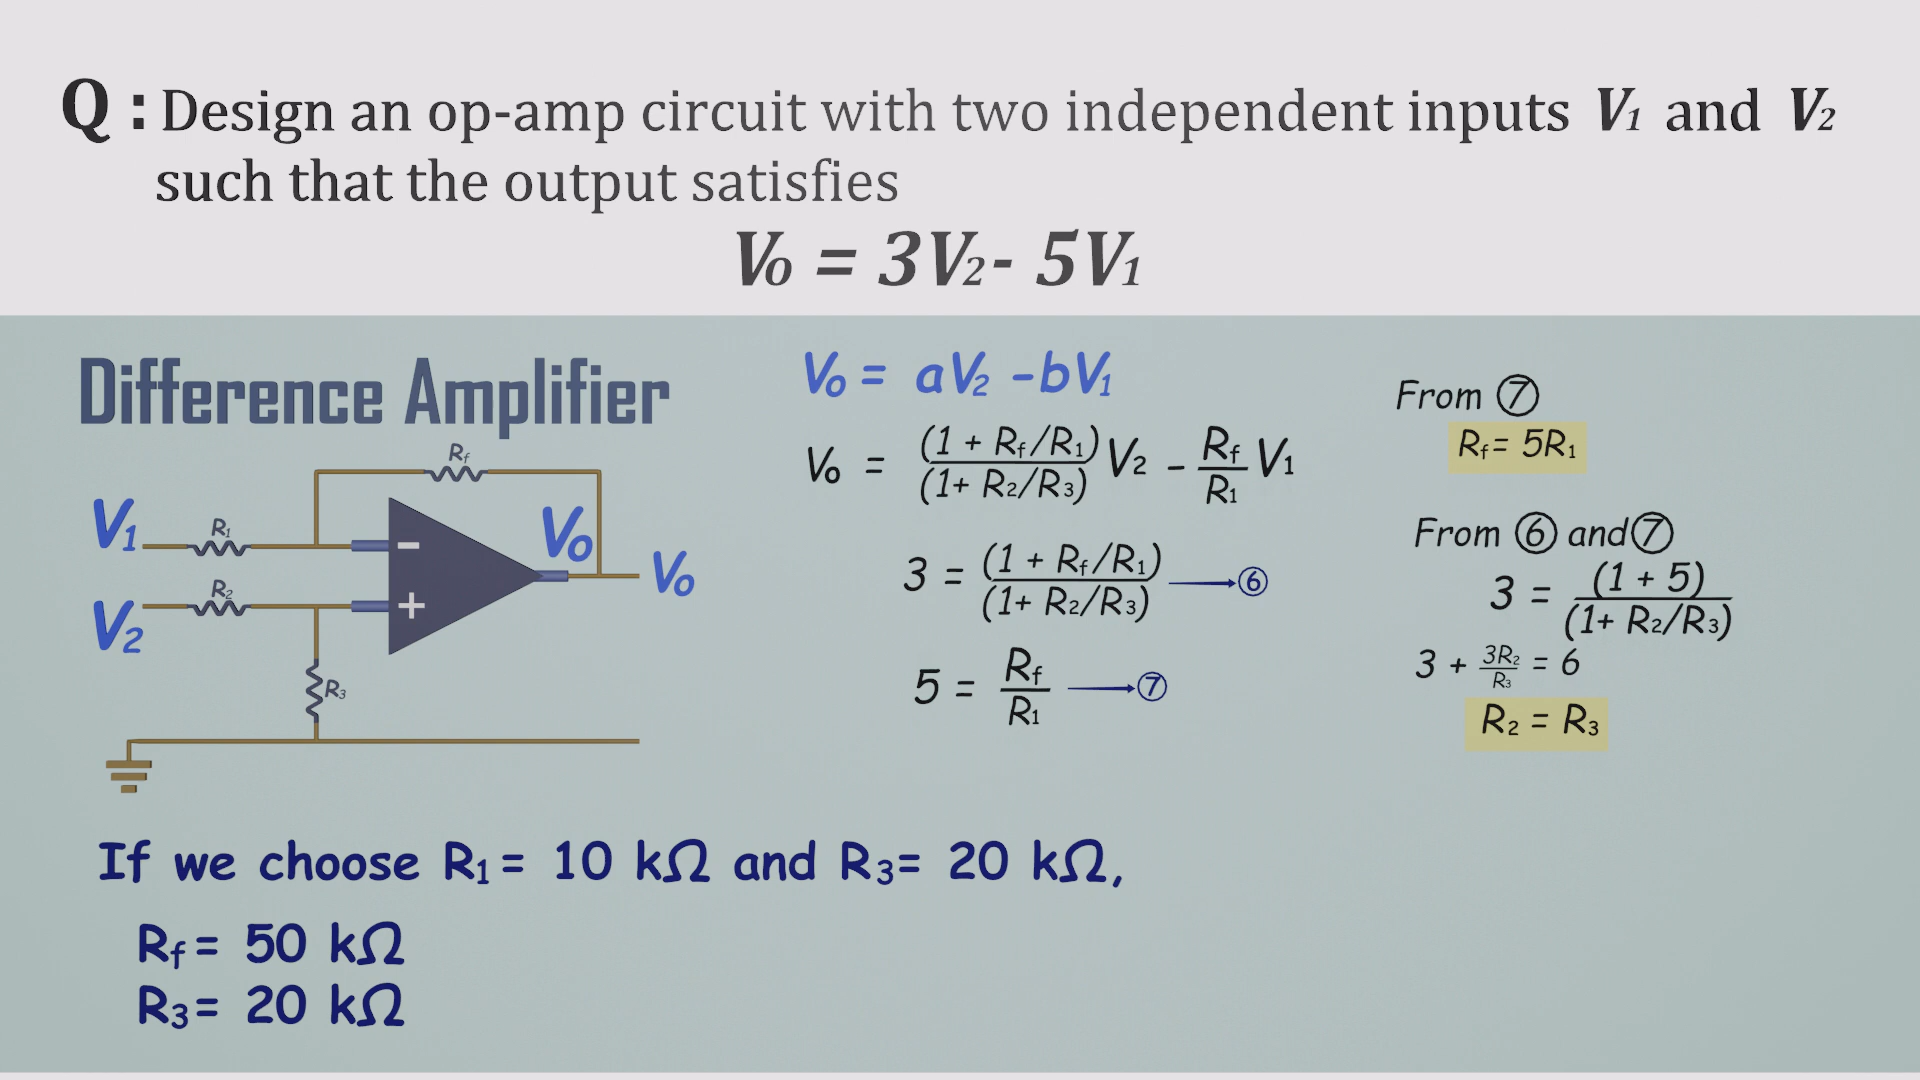 Q : Design an op-amp circuit with two independent inputs V₁ and V₂
such that the output satisfies
V₀ = 3V₂- 5V₁
Difference Amplifier
Rf
V₁
R₁
V₂
R₂
R₃
−
+
V₀
V₀
V₀ = aV₂ -bV₁
V₀ = (1 + Rf/R₁)/(1+ R₂/R₃) V₂ - Rf/R₁ V₁
3 = (1 + Rf/R₁)/(1+ R₂/R₃) → ⑥
5 = Rf/R₁ → ⑦
From ⑦
Rf= 5R₁
From ⑥ and ⑦
3 = (1 + 5)/(1+ R₂/R₃)
3 + 3R₂/R₃ = 6
R₂ = R₃
If we choose R₁= 10 kΩ and R₃= 20 kΩ,
Rf= 50 kΩ
R₃= 20 kΩ